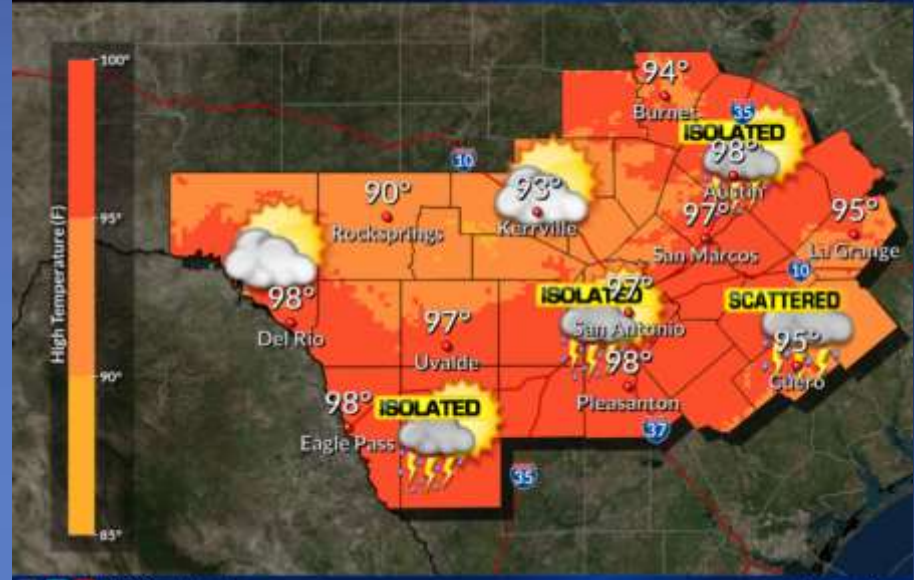 100°
95°
90°
85°
High Temperature (F)
94°
Burnet
35
ISOLATED
98°
Austin
10
90°
Rocksprings
93°
Kerrville
97°
San Marcos
95°
La Grange
10
98°
Del Rio
97°
Uvalde
ISOLATED
97°
San Antonio
SCATTERED
95°
Cuero
98°
Pleasanton
98°
Eagle Pass
ISOLATED
37
35